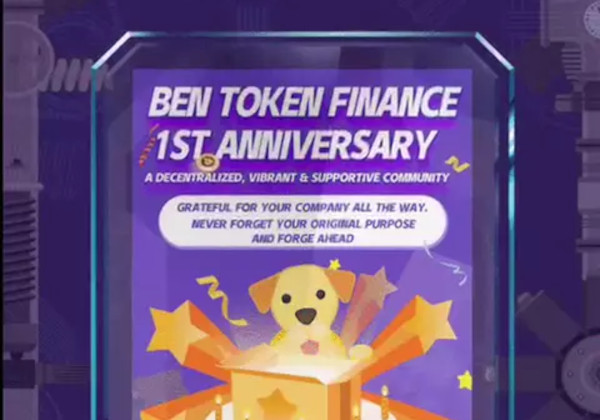 BEN TOKEN FINANCE
1ST ANNIVERSARY
A DECENTRALIZED, VIBRANT & SUPPORTIVE COMMUNITY
GRATEFUL FOR YOUR COMPANY ALL THE WAY.
NEVER FORGET YOUR ORIGINAL PURPOSE
AND FORGE AHEAD